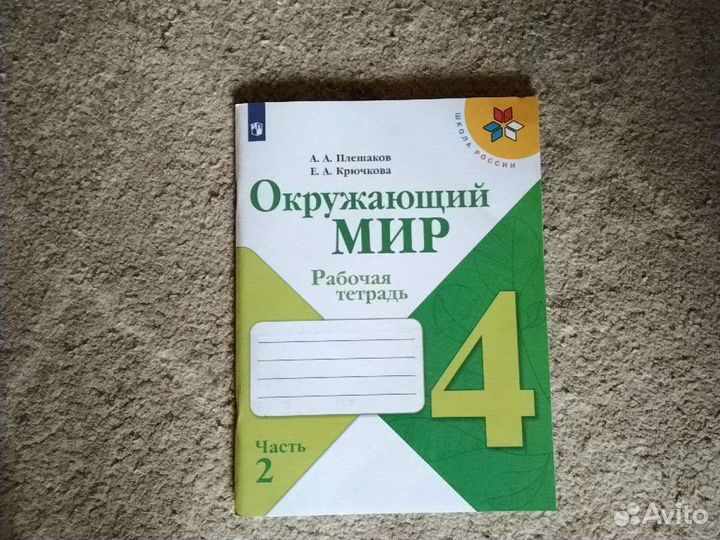 ШКОЛА РОССИИ
А. А. Плешаков
Е. А. Крючкова
Окружающий
МИР
Рабочая
тетрадь
4
Часть
2
Avito